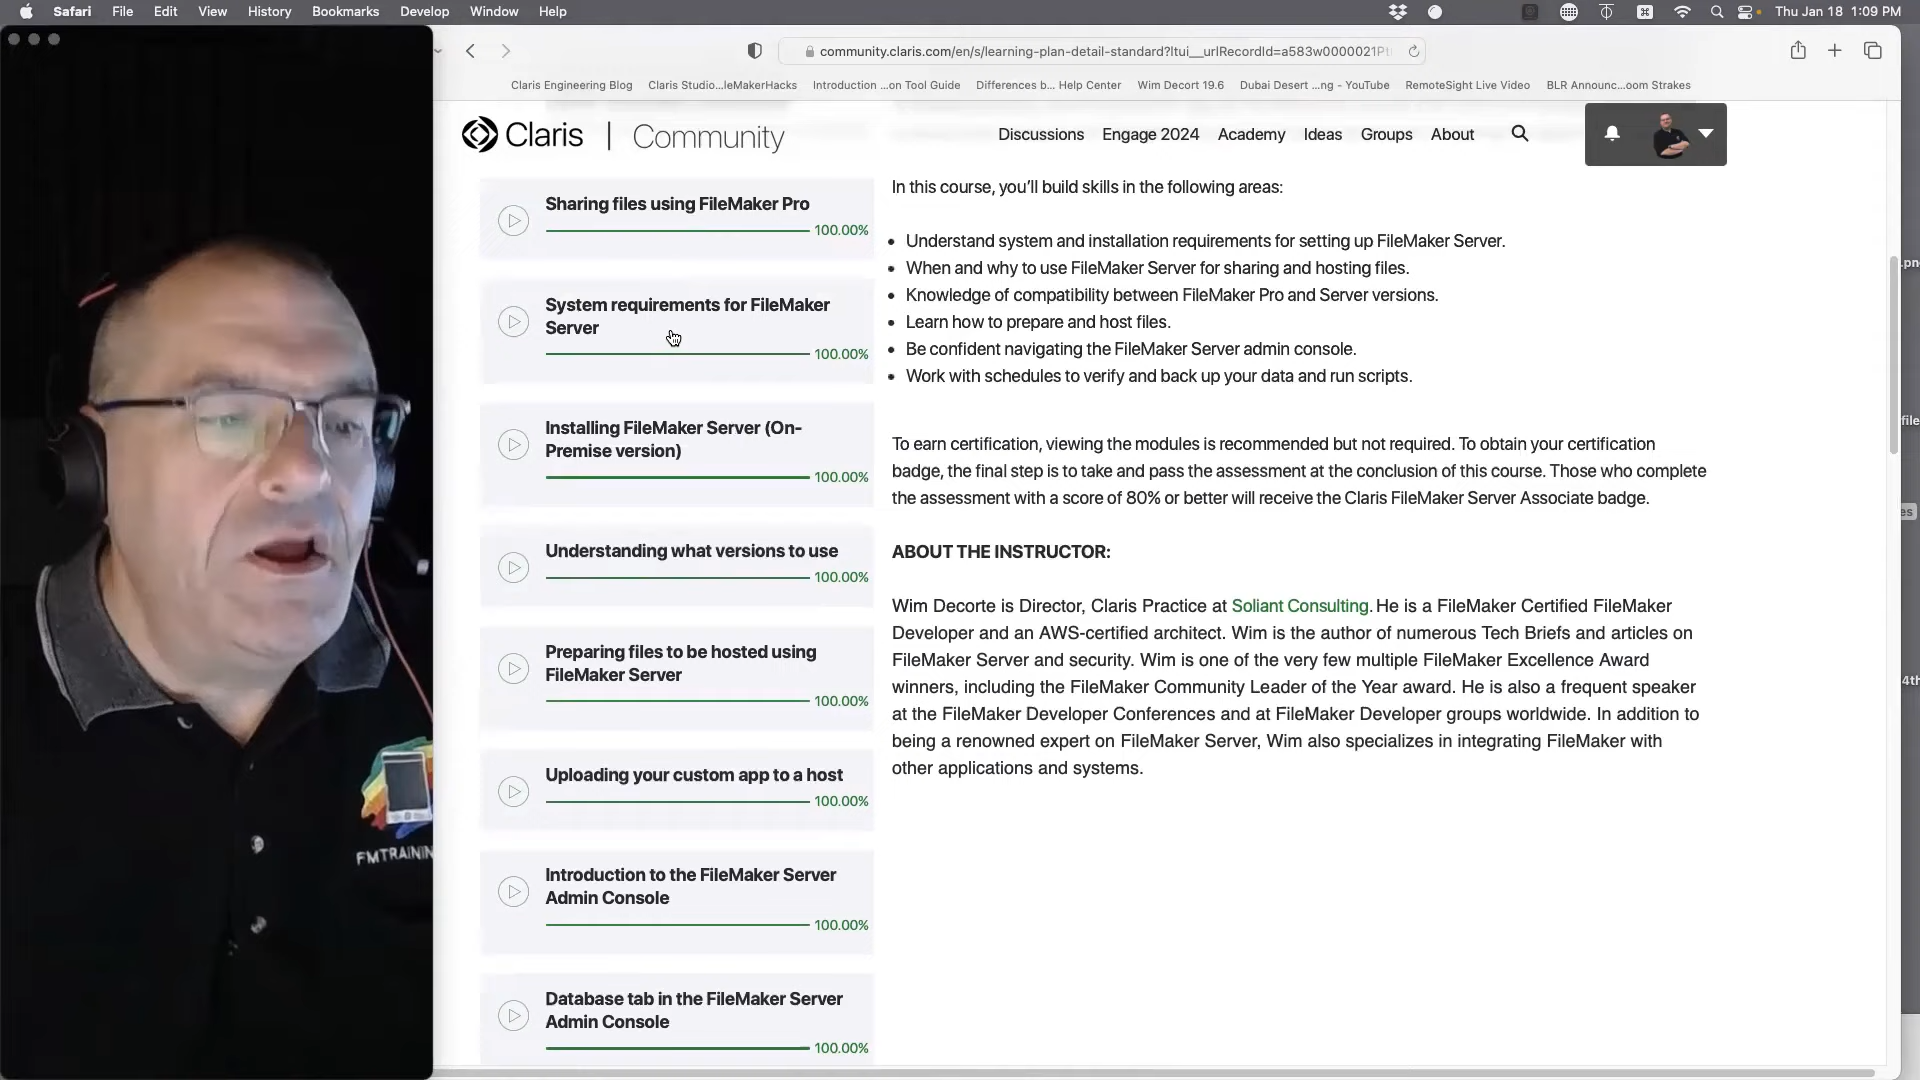 Safari File Edit View History Bookmarks Develop Window Help Thu Jan 18 1:09 PM
community.claris.com/en/s/learning-plan-detail-standard?ltui__urlRecordId=a583w0000021P
Claris Engineering Blog Claris Studio...leMakerHacks Introduction ...on Tool Guide Differences b... Help Center Wim Decort 19.6 Dubai Desert ...ng - YouTube RemoteSight Live Video BLR Announc...oom Strakes
Claris | Community Discussions Engage 2024 Academy Ideas Groups About
Sharing files using FileMaker Pro
100.00%
System requirements for FileMaker
Server
100.00%
Installing FileMaker Server (On-
Premise version)
100.00%
Understanding what versions to use
100.00%
Preparing files to be hosted using
FileMaker Server
100.00%
Uploading your custom app to a host
100.00%
Introduction to the FileMaker Server
Admin Console
100.00%
Database tab in the FileMaker Server
Admin Console
100.00%
In this course, you’ll build skills in the following areas:
• Understand system and installation requirements for setting up FileMaker Server.
• When and why to use FileMaker Server for sharing and hosting files.
• Knowledge of compatibility between FileMaker Pro and Server versions.
• Learn how to prepare and host files.
• Be confident navigating the FileMaker Server admin console.
• Work with schedules to verify and back up your data and run scripts.
To earn certification, viewing the modules is recommended but not required. To obtain your certification
badge, the final step is to take and pass the assessment at the conclusion of this course. Those who complete
the assessment with a score of 80% or better will receive the Claris FileMaker Server Associate badge.
ABOUT THE INSTRUCTOR:
Wim Decorte is Director, Claris Practice at Soliant Consulting. He is a FileMaker Certified FileMaker
Developer and an AWS-certified architect. Wim is the author of numerous Tech Briefs and articles on
FileMaker Server and security. Wim is one of the very few multiple FileMaker Excellence Award
winners, including the FileMaker Community Leader of the Year award. He is also a frequent speaker
at the FileMaker Developer Conferences and at FileMaker Developer groups worldwide. In addition to
being a renowned expert on FileMaker Server, Wim also specializes in integrating FileMaker with
other applications and systems.
FMTRAININ
.pn
file
es
4th